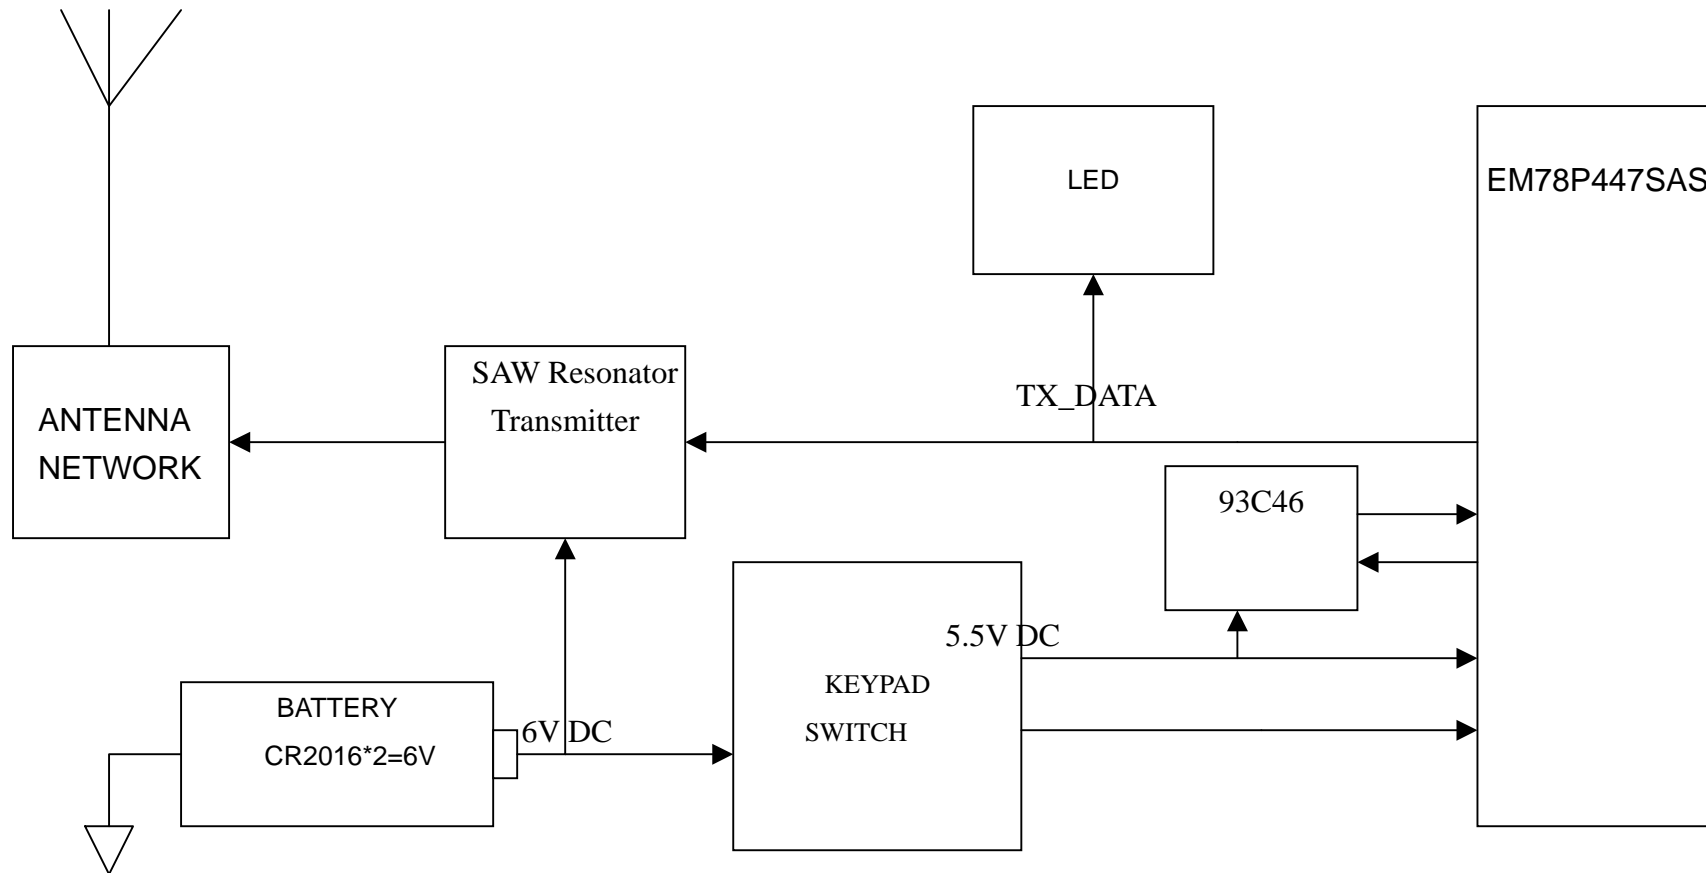 LED
EM78P447SAS
SAW Resonator
Transmitter
TX_DATA
ANTENNA
NETWORK
93C46
5.5V DC
KEYPAD
SWITCH
BATTERY
CR2016*2=6V
6V DC